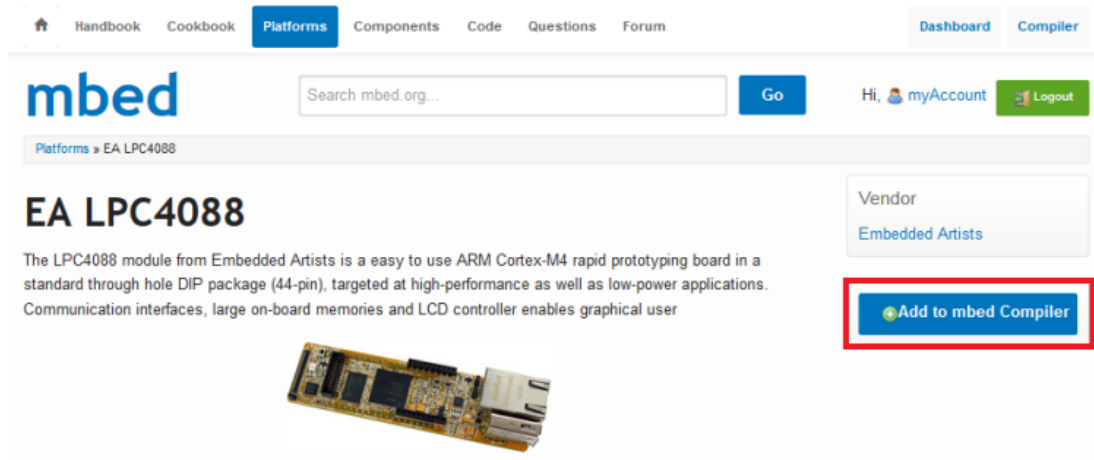 Handbook Cookbook Platforms Components Code Questions Forum Dashboard Compiler
mbed Search mbed.org... Go Hi, myAccount Logout
Platforms » EA LPC4088
EA LPC4088
The LPC4088 module from Embedded Artists is a easy to use ARM Cortex-M4 rapid prototyping board in a
standard through hole DIP package (44-pin), targeted at high-performance as well as low-power applications.
Communication interfaces, large on-board memories and LCD controller enables graphical user
Vendor
Embedded Artists
Add to mbed Compiler